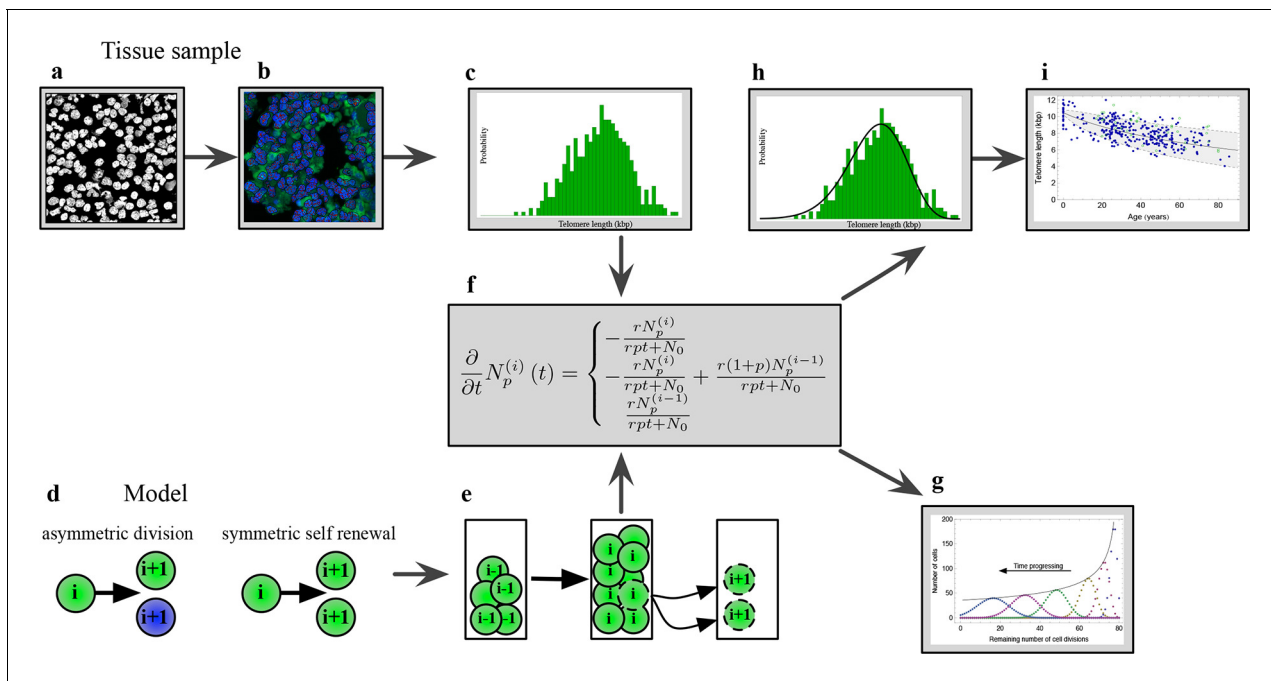 Tissue sample
a
b
c
h
i
Probability
Telomere length (kbp)
Probability
Telomere length (kbp)
Telomere length (kbp)
12
10
8
6
4
2
0
0 20 40 60 80
Age (years)
f
∂/∂t N_p^(i) (t) = {
− rN_p^(i) / rpt+N_0
− rN_p^(i) / rpt+N_0 + r(1+p)N_p^(i−1) / rpt+N_0
rN_p^(i−1) / rpt+N_0
d Model
asymmetric division
symmetric self renewal
i
i+1
i+1
i
i+1
i+1
e
i-1
i-1
i-1
i-1
i
i
i
i
i
i
i+1
i+1
g
Number of cells
200
150
100
50
0
Time progressing
0 20 40 60 80
Remaining number of cell divisions